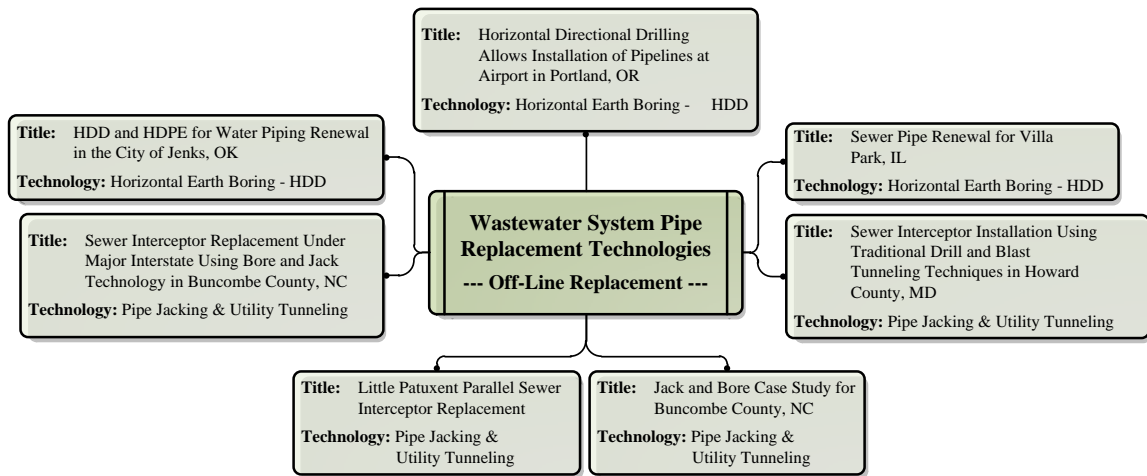 Title: Horizontal Directional Drilling
Allows Installation of Pipelines at
Airport in Portland, OR
Technology: Horizontal Earth Boring - HDD
Title: HDD and HDPE for Water Piping Renewal
in the City of Jenks, OK
Technology: Horizontal Earth Boring - HDD
Title: Sewer Pipe Renewal for Villa
Park, IL
Technology: Horizontal Earth Boring - HDD
Wastewater System Pipe
Replacement Technologies
--- Off-Line Replacement ---
Title: Sewer Interceptor Replacement Under
Major Interstate Using Bore and Jack
Technology in Buncombe County, NC
Technology: Pipe Jacking & Utility Tunneling
Title: Sewer Interceptor Installation Using
Traditional Drill and Blast
Tunneling Techniques in Howard
County, MD
Technology: Pipe Jacking & Utility Tunneling
Title: Little Patuxent Parallel Sewer
Interceptor Replacement
Technology: Pipe Jacking &
Utility Tunneling
Title: Jack and Bore Case Study for
Buncombe County, NC
Technology: Pipe Jacking &
Utility Tunneling